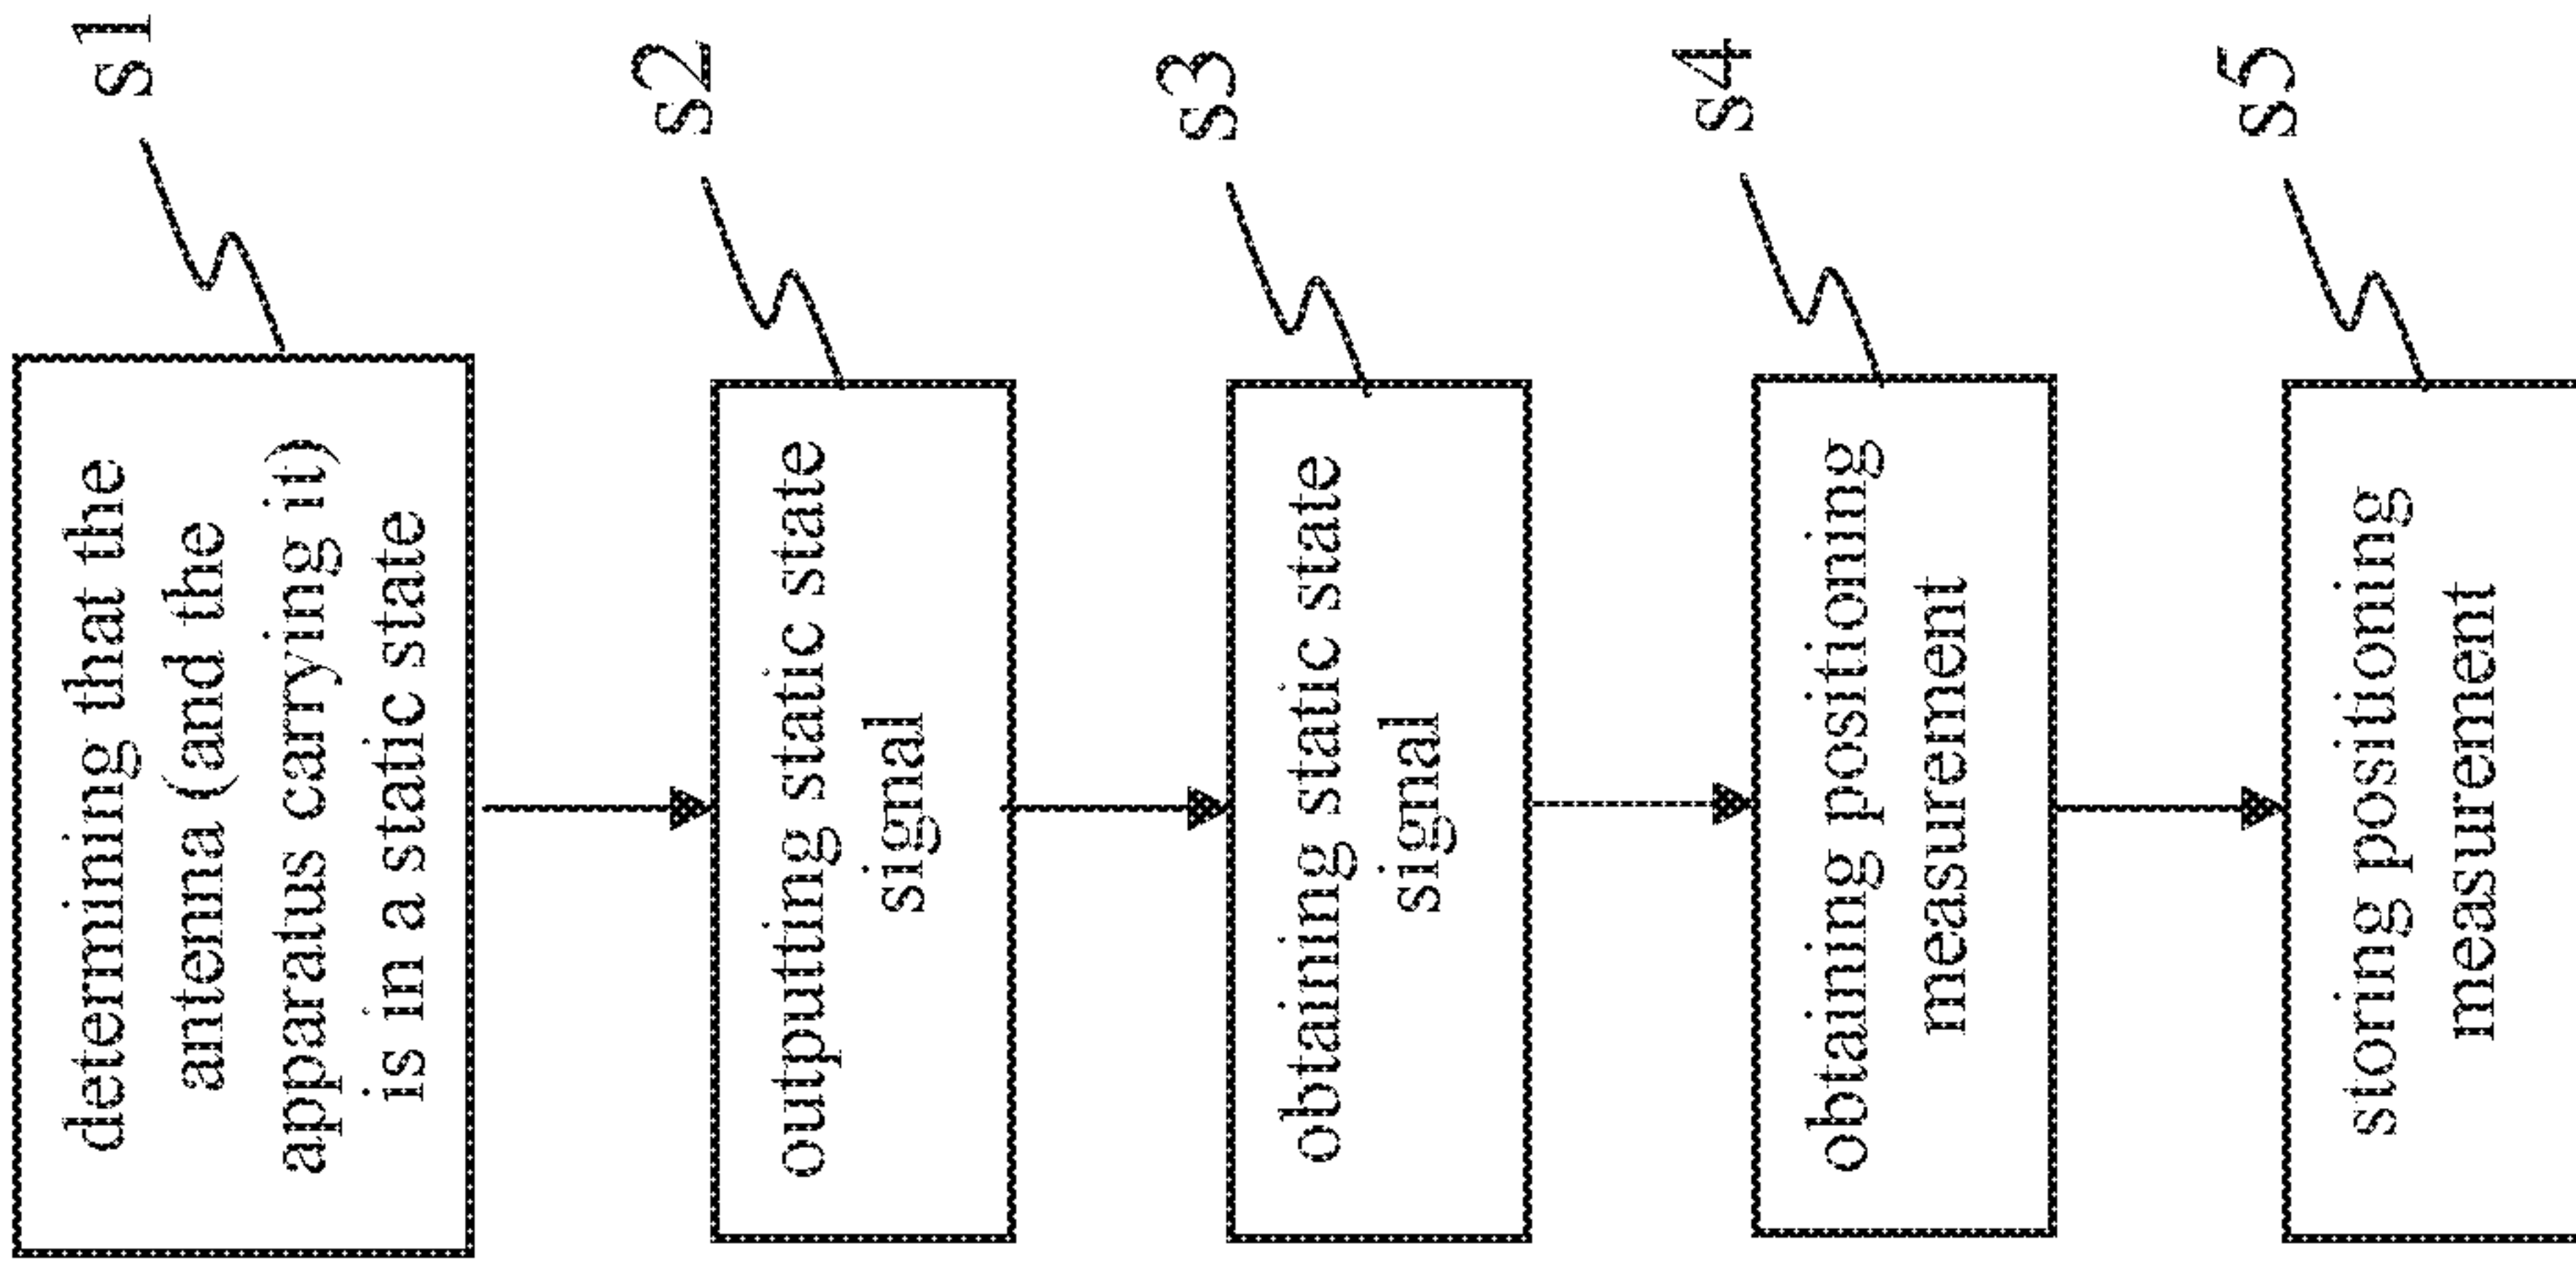 s1
determining that the
antenna (and the
apparatus carrying it)
is in a static state
s2
outputting static state
signal
s3
obtaining static state
signal
s4
obtaining positioning
measurement
s5
storing positioning
measurement